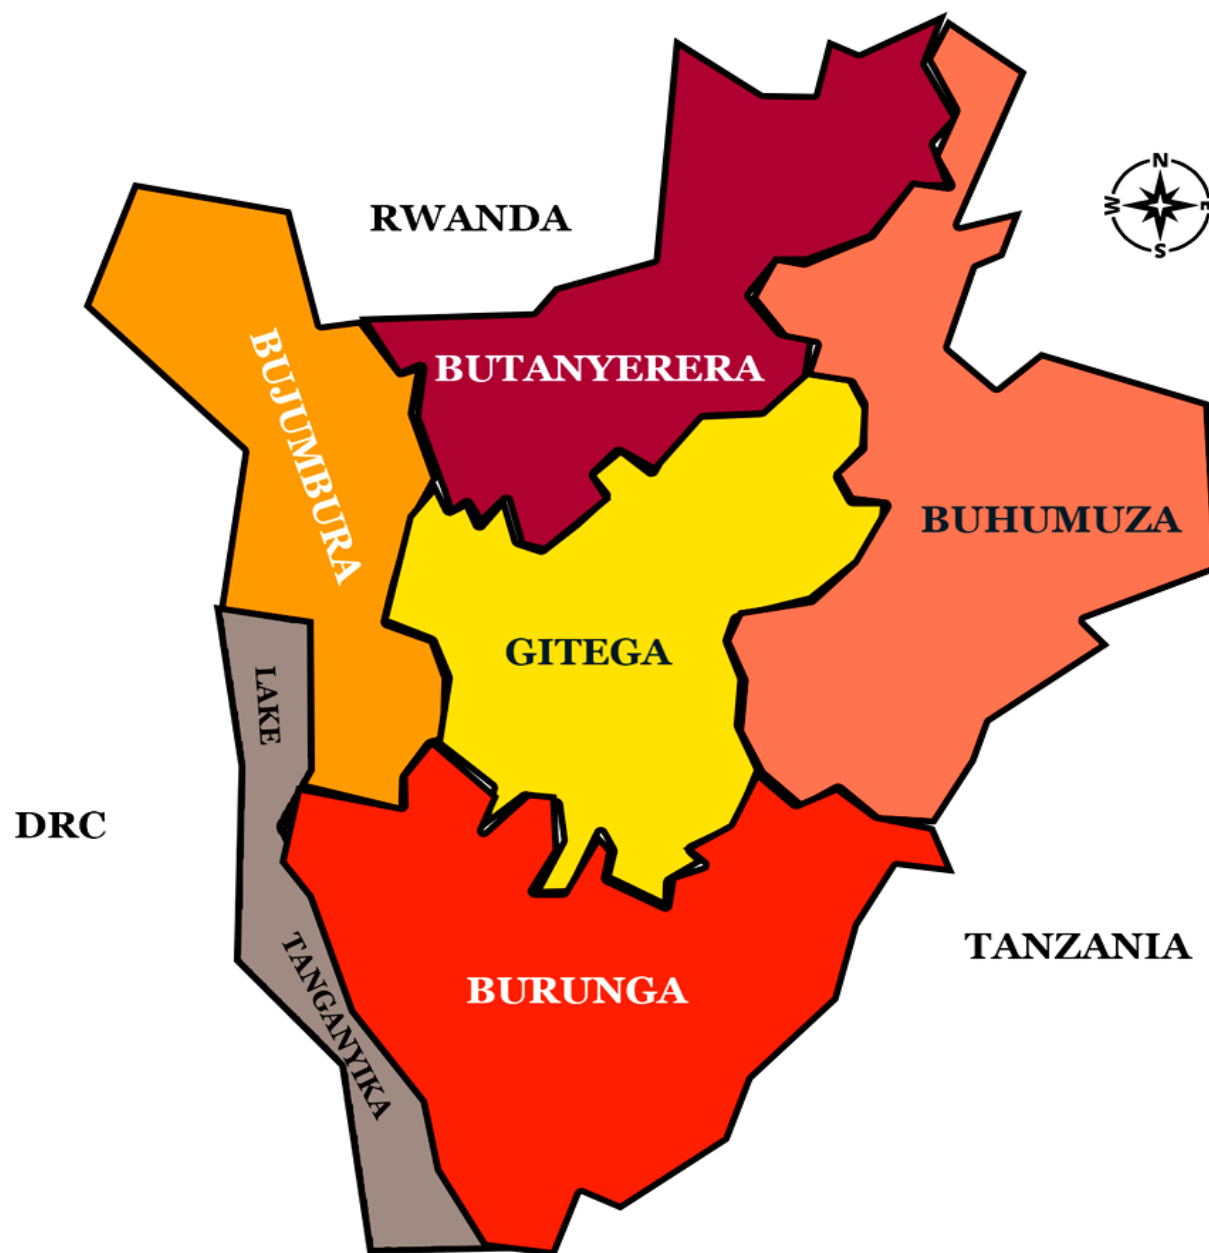 N
W
E
S
RWANDA
BUJUMBURA
BUTANYERERA
BUHUMUZA
GITEGA
LAKE
TANGANYIKA
DRC
TANZANIA
BURUNGA